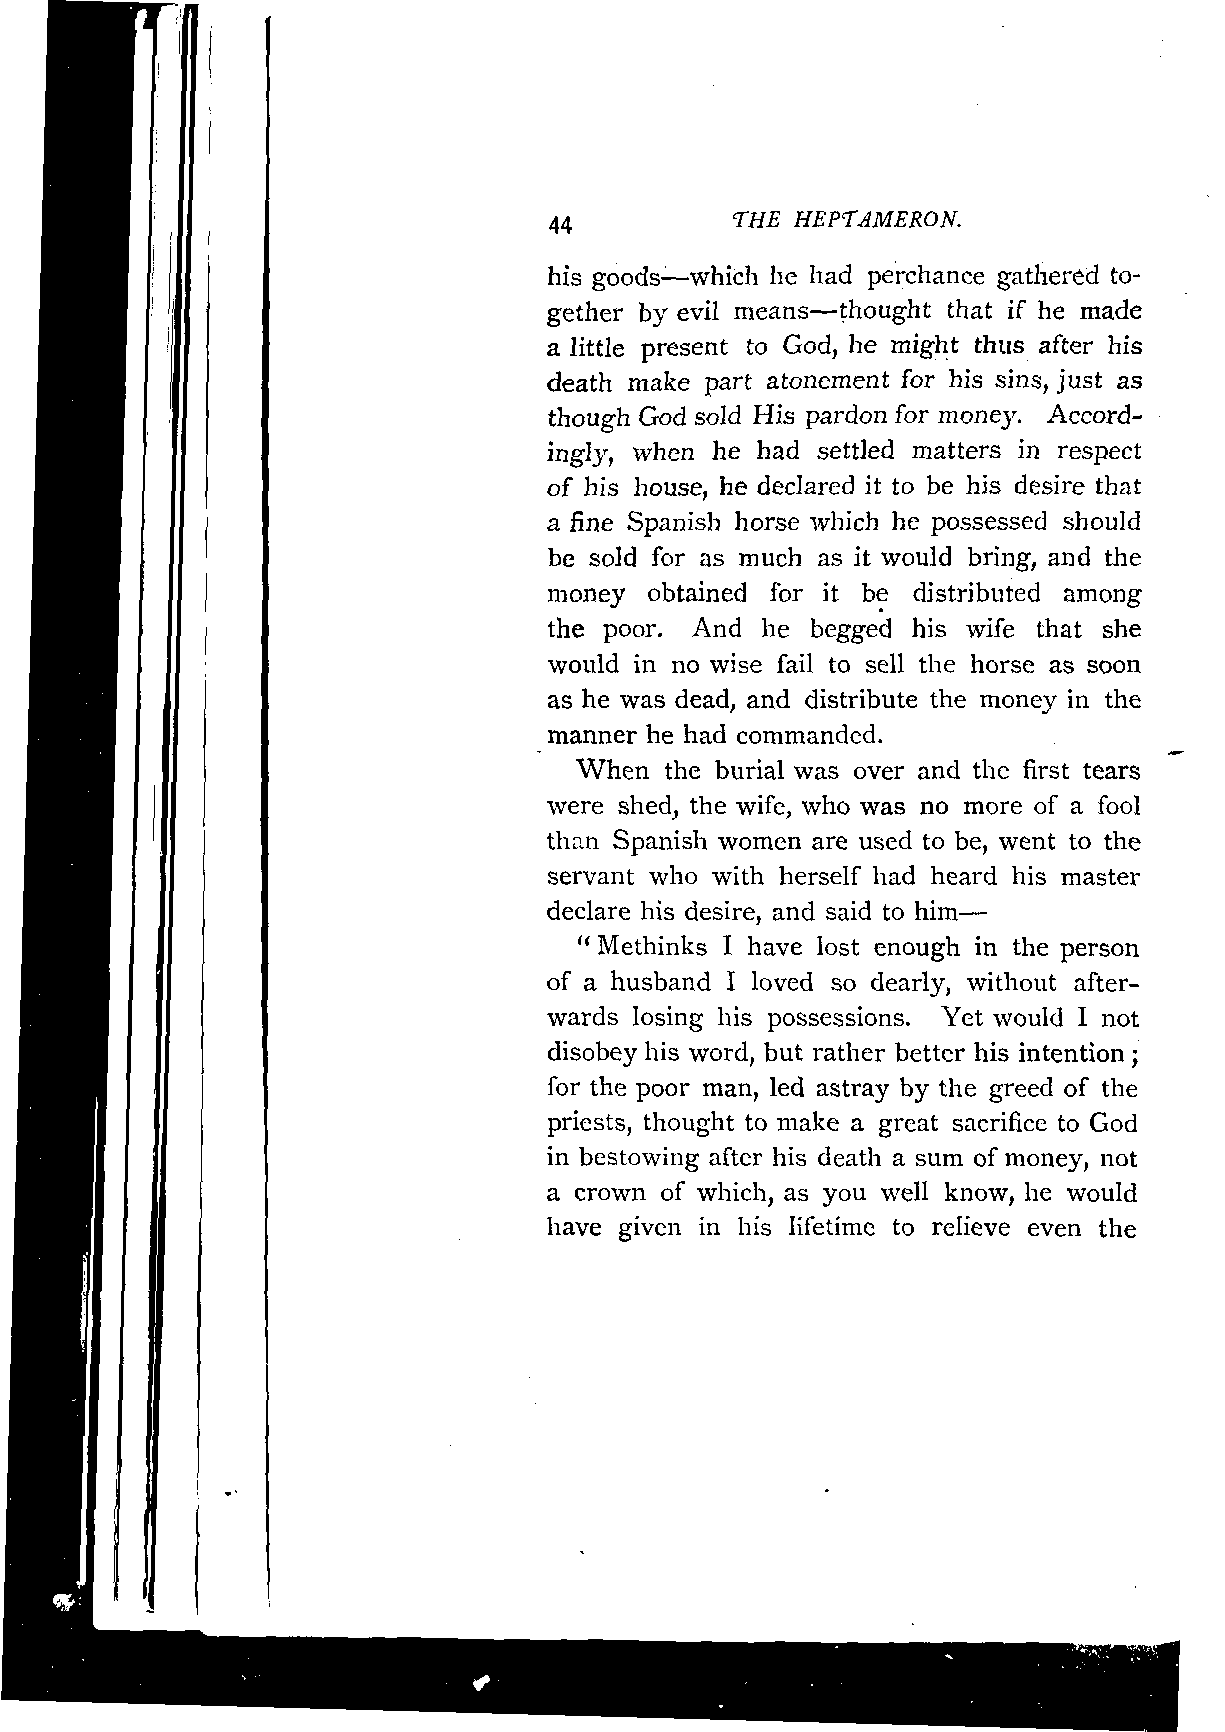 44 THE HEPTAMERON.
his goods—which he had perchance gathered to-
gether by evil means—thought that if he made
a little present to God, he might thus after his
death make part atonement for his sins, just as
though God sold His pardon for money. Accord-
ingly, when he had settled matters in respect
of his house, he declared it to be his desire that
a fine Spanish horse which he possessed should
be sold for as much as it would bring, and the
money obtained for it be distributed among
the poor. And he begged his wife that she
would in no wise fail to sell the horse as soon
as he was dead, and distribute the money in the
manner he had commanded.
When the burial was over and the first tears
were shed, the wife, who was no more of a fool
than Spanish women are used to be, went to the
servant who with herself had heard his master
declare his desire, and said to him—
“Methinks I have lost enough in the person
of a husband I loved so dearly, without after-
wards losing his possessions. Yet would I not
disobey his word, but rather better his intention;
for the poor man, led astray by the greed of the
priests, thought to make a great sacrifice to God
in bestowing after his death a sum of money, not
a crown of which, as you well know, he would
have given in his lifetime to relieve even the